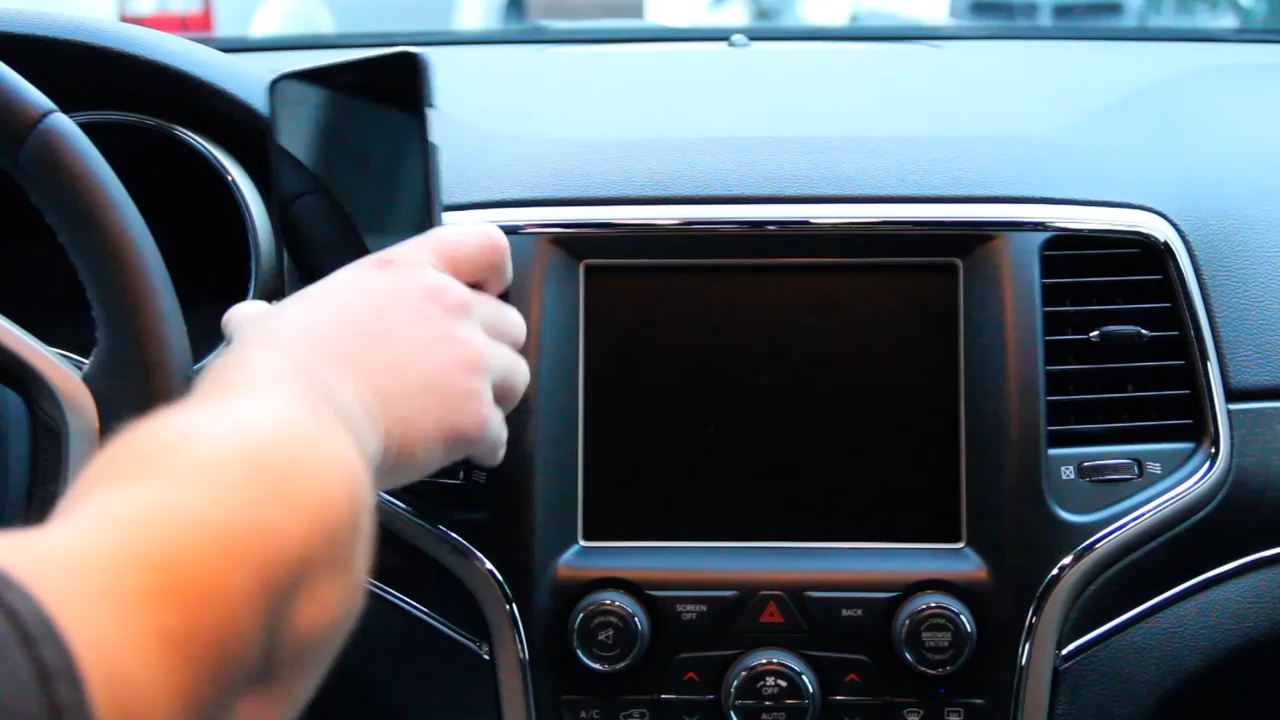 SCREEN
OFF
BACK
BROWSE
ENTER
OFF
A/C
AUTO